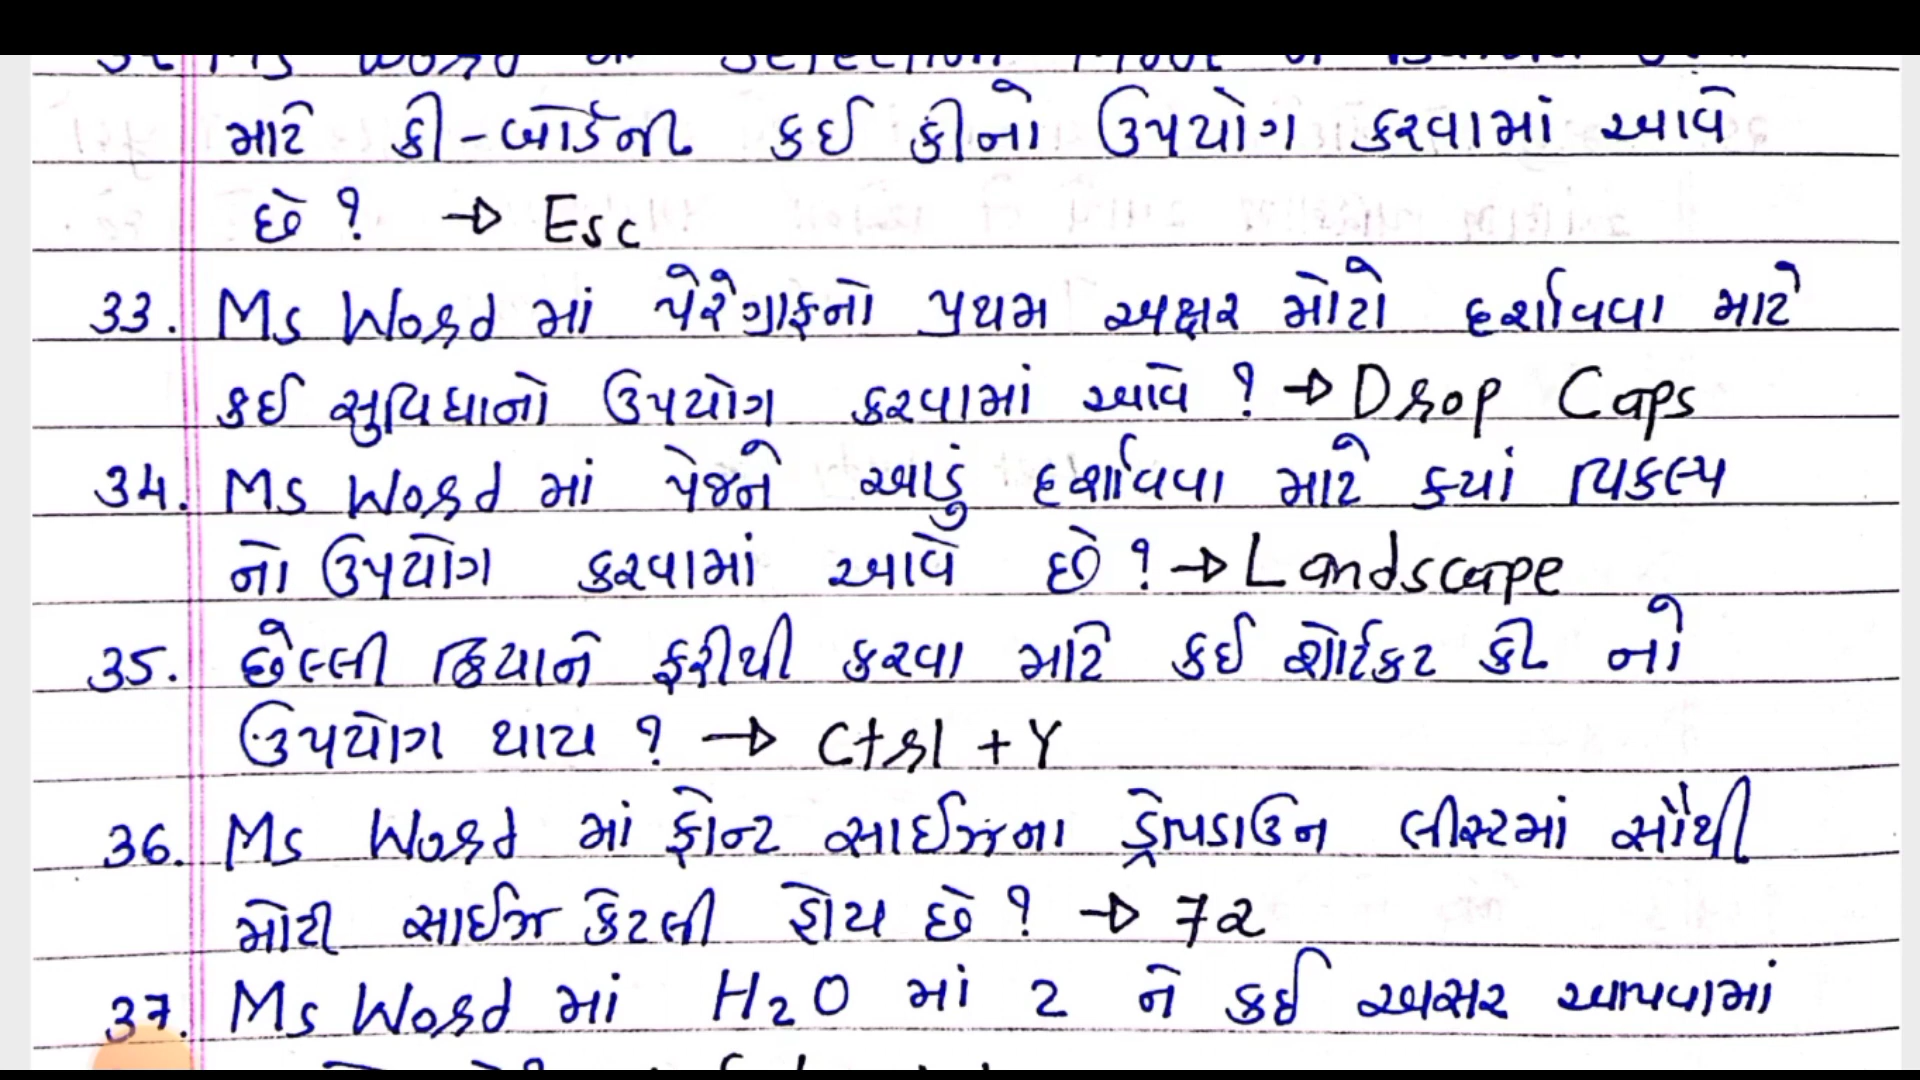 માટે કી-બોર્ડની કઈ કીનો ઉપયોગ કરવામાં આવે
છે ? → Esc
33. Ms Word માં પેરેગ્રાફનો પ્રથમ અક્ષર મોટો દર્શાવવા માટે
કઈ સુવિધાનો ઉપયોગ કરવામાં આવે ? → Drop Caps
34. Ms Word માં પેજને આડું દર્શાવવા માટે ક્યાં વિકલ્પ
નો ઉપયોગ કરવામાં આવે છે ? → Landscape
35. છેલ્લી ક્રિયાને ફરીથી કરવા માટે કઈ શોર્ટકટ કી નો
ઉપયોગ થાય ? → Ctrl + Y
36. Ms Word માં ફોન્ટ સાઈઝના ડ્રોપડાઉન લીસ્ટમાં સૌથી
મોટી સાઈઝ કેટલી હોય છે ? → 72
37. Ms Word માં H₂O માં 2 ને કઈ અસર આપવામાં